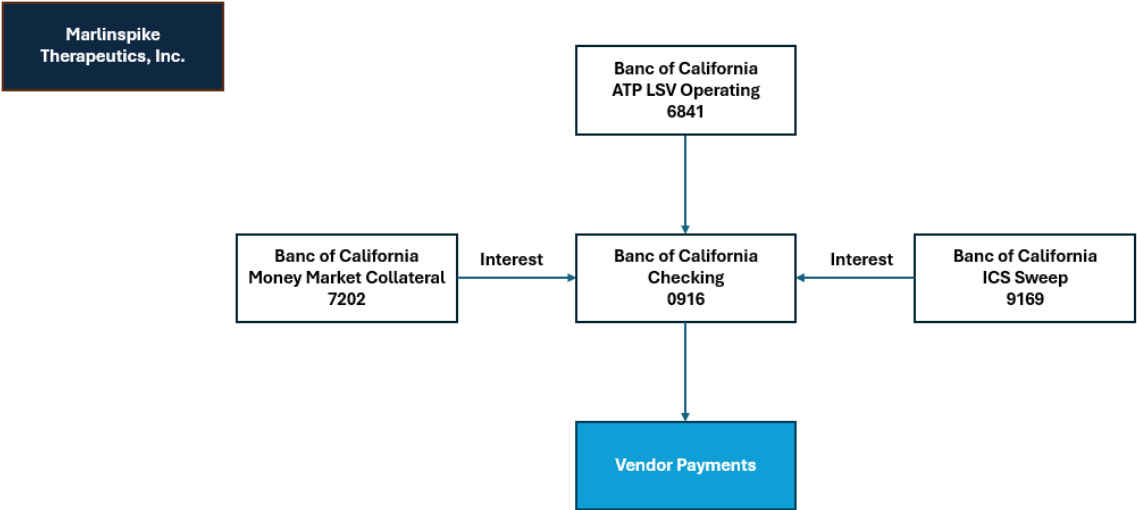 Marlinspike
Therapeutics, Inc.
Banc of California
ATP LSV Operating
6841
Banc of California
Money Market Collateral
7202
Interest
Banc of California
Checking
0916
Interest
Banc of California
ICS Sweep
9169
Vendor Payments